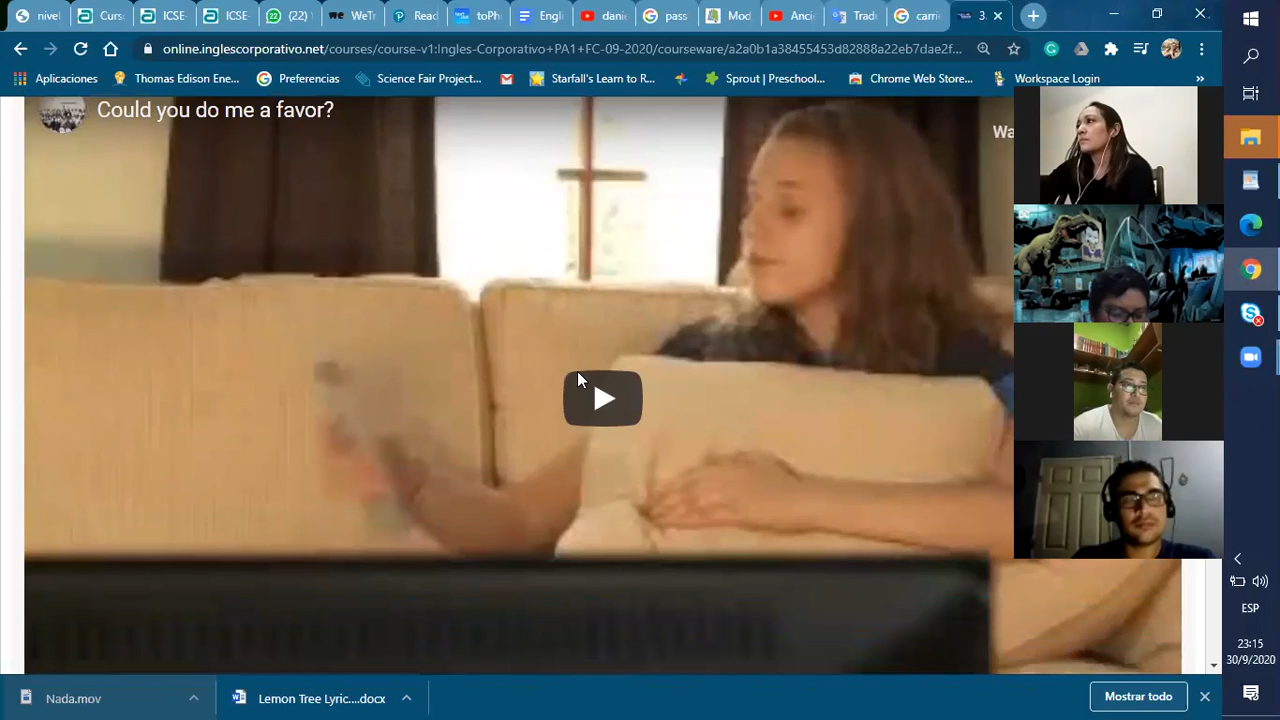 nivel
Curs
ICSE-
ICSE-
(22)
WeTr
Read
toPh
Engl
dani
pass
Mod
Anci
Tradu
carri
3.
online.inglescorporativo.net/courses/course-v1:Ingles-Corporativo+PA1+FC-09-2020/courseware/a2a0b1a38455453d82888a22eb7dae2f...
Aplicaciones
Thomas Edison Ene...
Preferencias
Science Fair Project...
Starfall's Learn to R...
Sprout | Preschool...
Chrome Web Store...
Workspace Login
»
Could you do me a favor?
Wa
ESP
23:15
30/9/2020
Nada.mov
Lemon Tree Lyric....docx
Mostrar todo